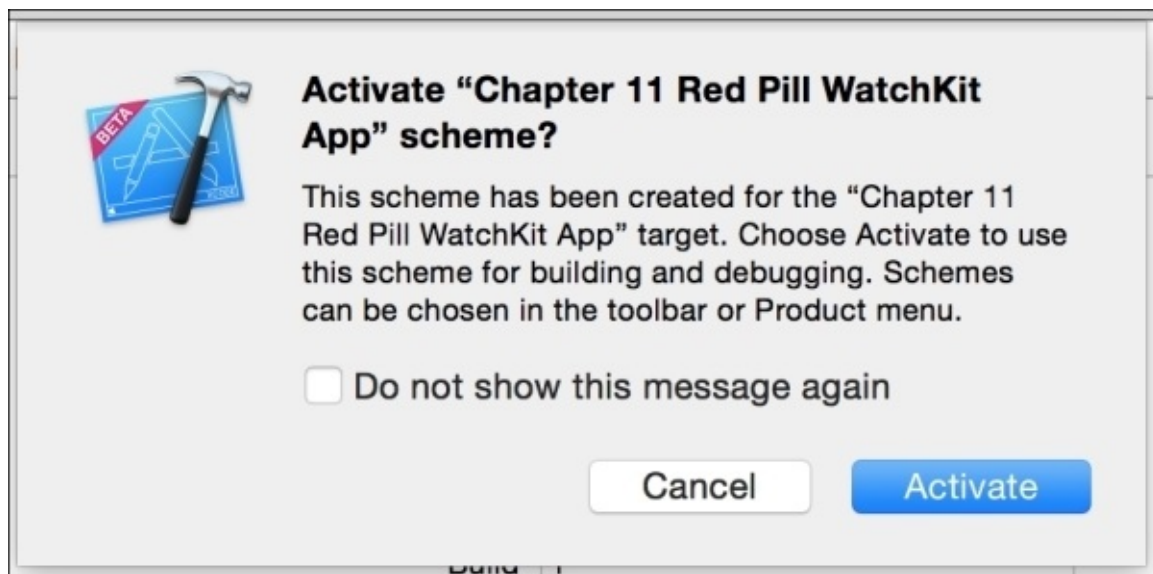 BETA
Activate “Chapter 11 Red Pill WatchKit
App” scheme?
This scheme has been created for the “Chapter 11
Red Pill WatchKit App” target. Choose Activate to use
this scheme for building and debugging. Schemes
can be chosen in the toolbar or Product menu.
Do not show this message again
Cancel
Activate
Build